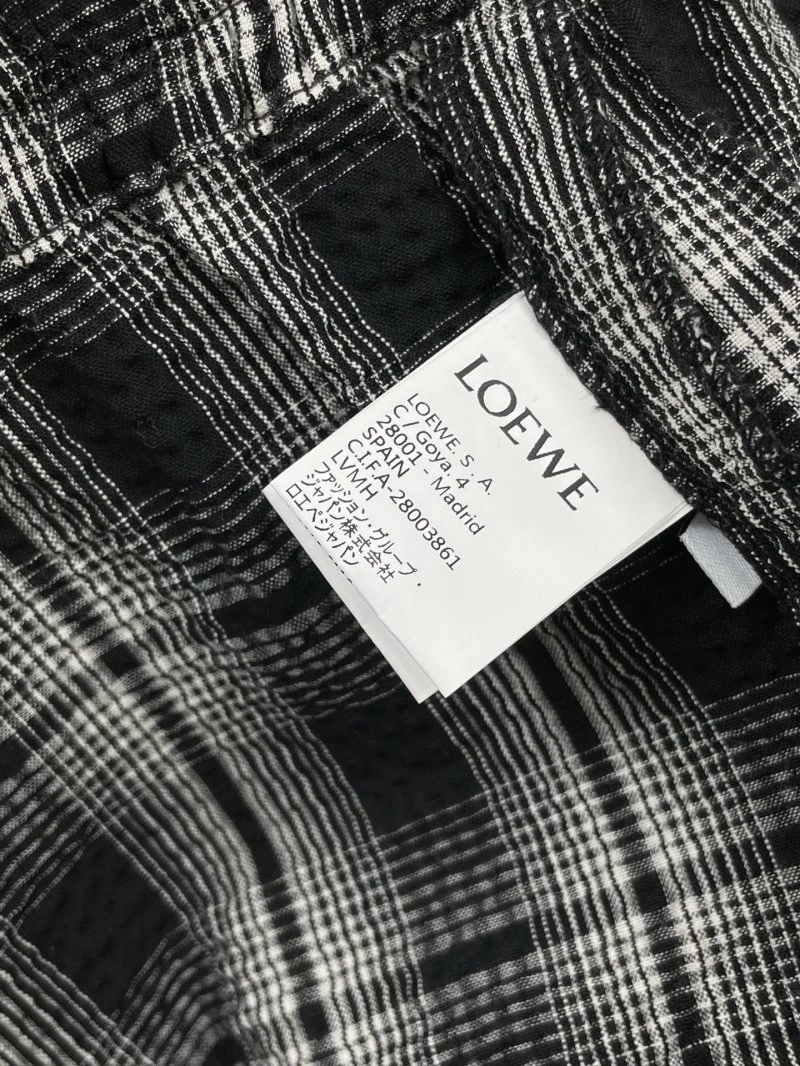 LOEWE
LOEWE. S. A.
C / Goya, 4
28001 - Madrid
SPAIN
C.I.F.A-28003861
LVMH
ファッション・グループ・
ジャパン株式会社
ロエベジャパン